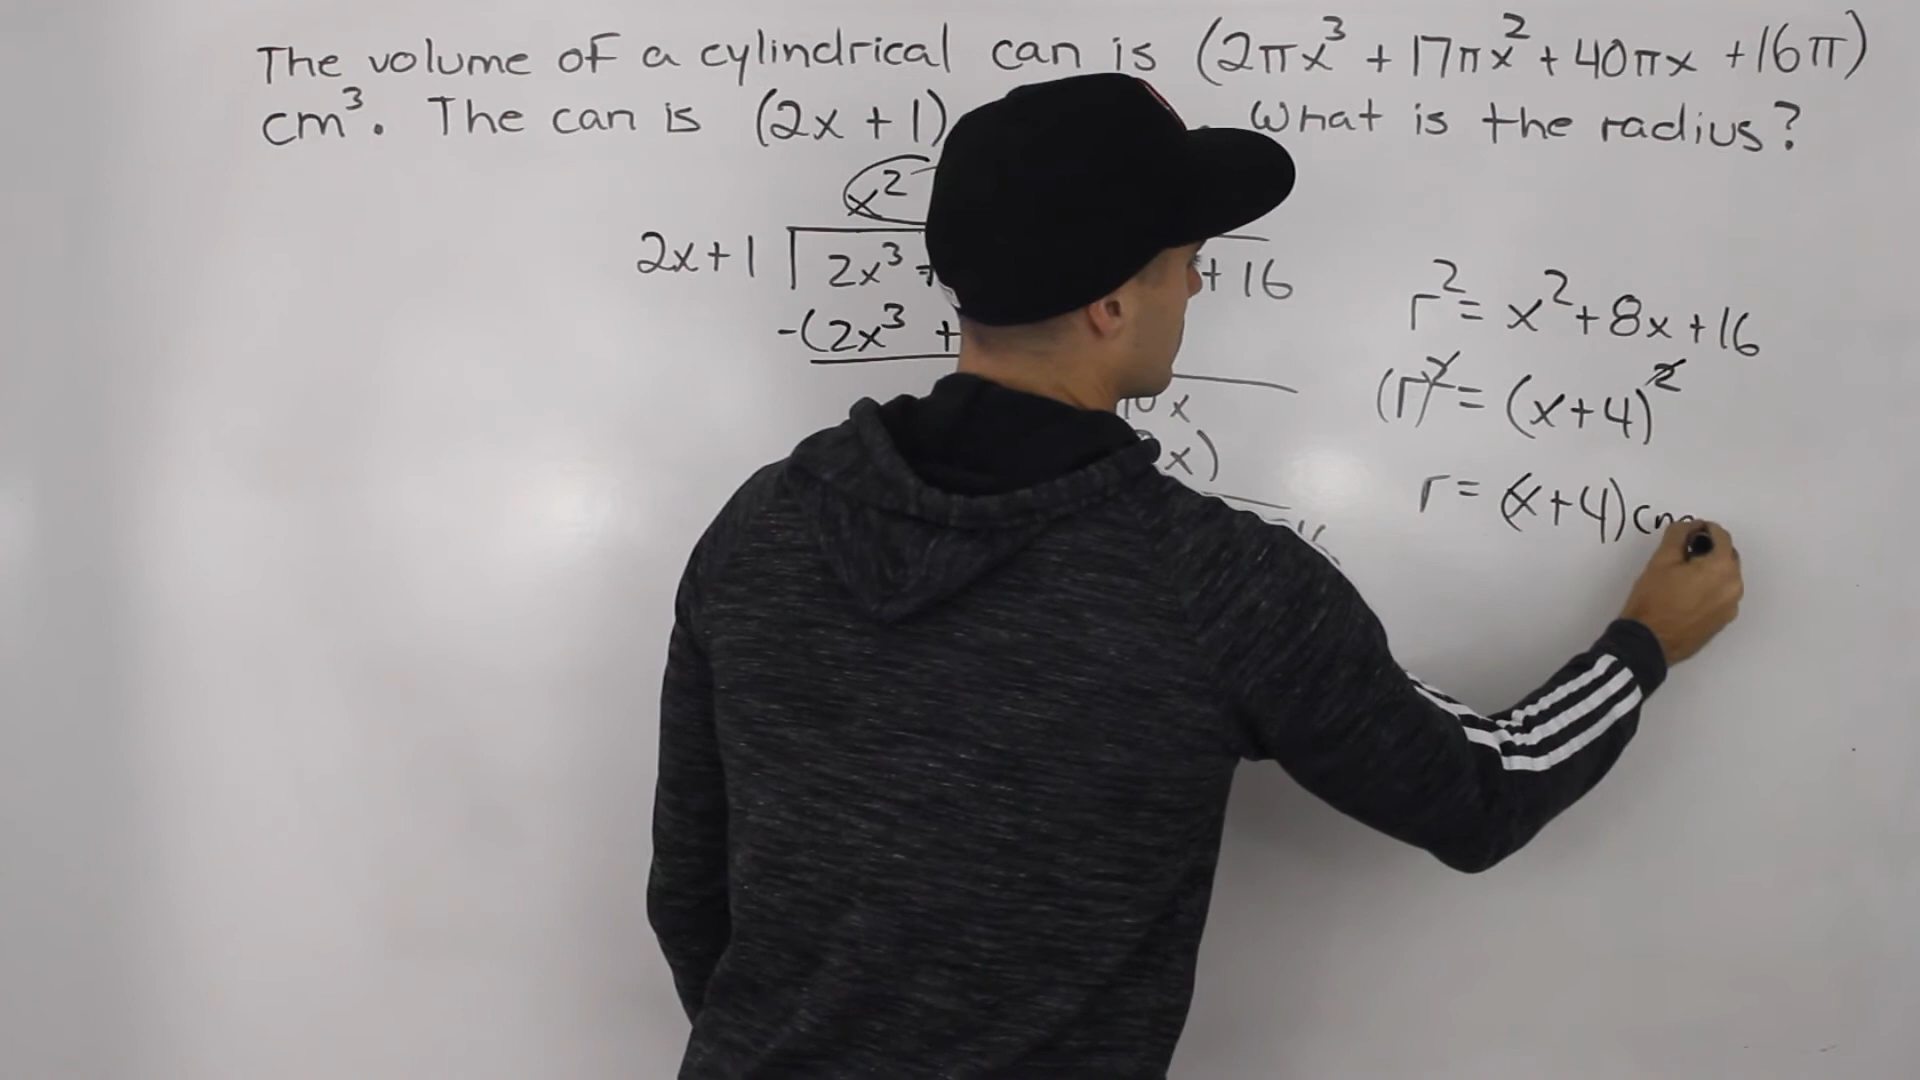 The volume of a cylindrical can is (2πx³ + 17πx² + 40πx + 16π)
cm³. The can is (2x + 1) . What is the radius?
x²
2x+1 2x³ + + 16
-(2x³ +
x
x)
r² = x² + 8x + 16
(r)² = (x+4)²
r = (x+4) cm